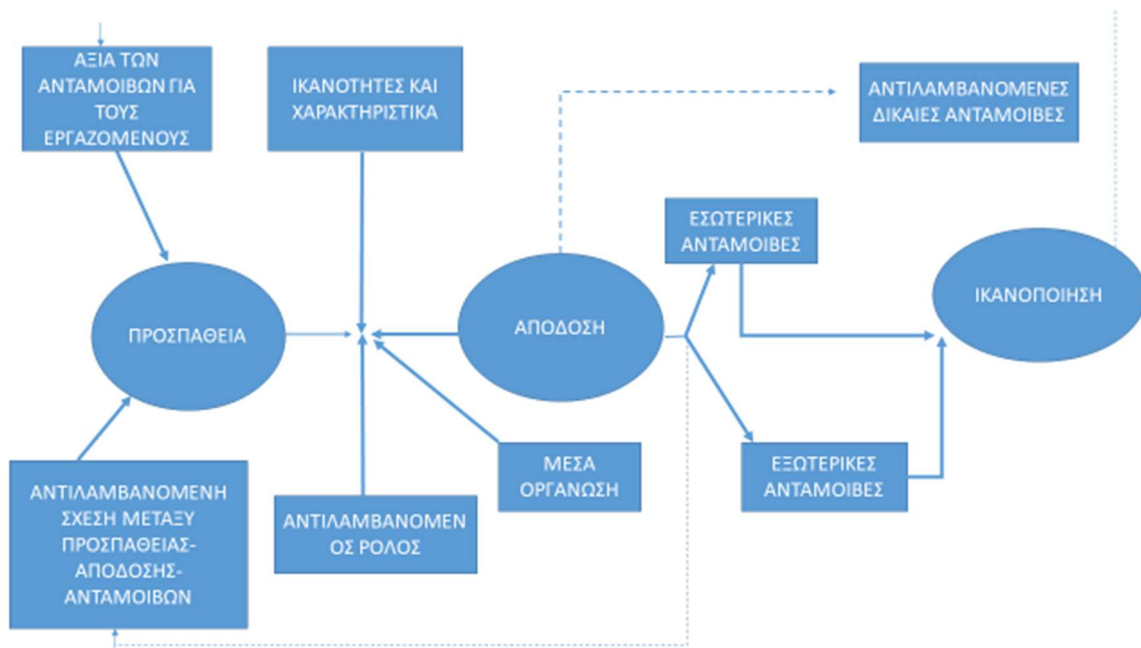 ΑΞΙΑ ΤΩΝ
ΑΝΤΑΜΟΙΒΩΝ ΓΙΑ
ΤΟΥΣ
ΕΡΓΑΖΟΜΕΝΟΥΣ
ΙΚΑΝΟΤΗΤΕΣ ΚΑΙ
ΧΑΡΑΚΤΗΡΙΣΤΙΚΑ
ΑΝΤΙΛΑΜΒΑΝΟΜΕΝΕΣ
ΔΙΚΑΙΕΣ ΑΝΤΑΜΟΙΒΕΣ
ΕΣΩΤΕΡΙΚΕΣ
ΑΝΤΑΜΟΙΒΕΣ
ΠΡΟΣΠΑΘΕΙΑ
ΑΠΟΔΟΣΗ
ΙΚΑΝΟΠΟΙΗΣΗ
ΑΝΤΙΛΑΜΒΑΝΟΜΕΝΗ
ΣΧΕΣΗ ΜΕΤΑΞΥ
ΠΡΟΣΠΑΘΕΙΑΣ-
ΑΠΟΔΟΣΗΣ-
ΑΝΤΑΜΟΙΒΩΝ
ΑΝΤΙΛΑΜΒΑΝΟΜΕΝ
ΟΣ ΡΟΛΟΣ
ΜΕΣΑ
ΟΡΓΑΝΩΣΗ
ΕΞΩΤΕΡΙΚΕΣ
ΑΝΤΑΜΟΙΒΕΣ